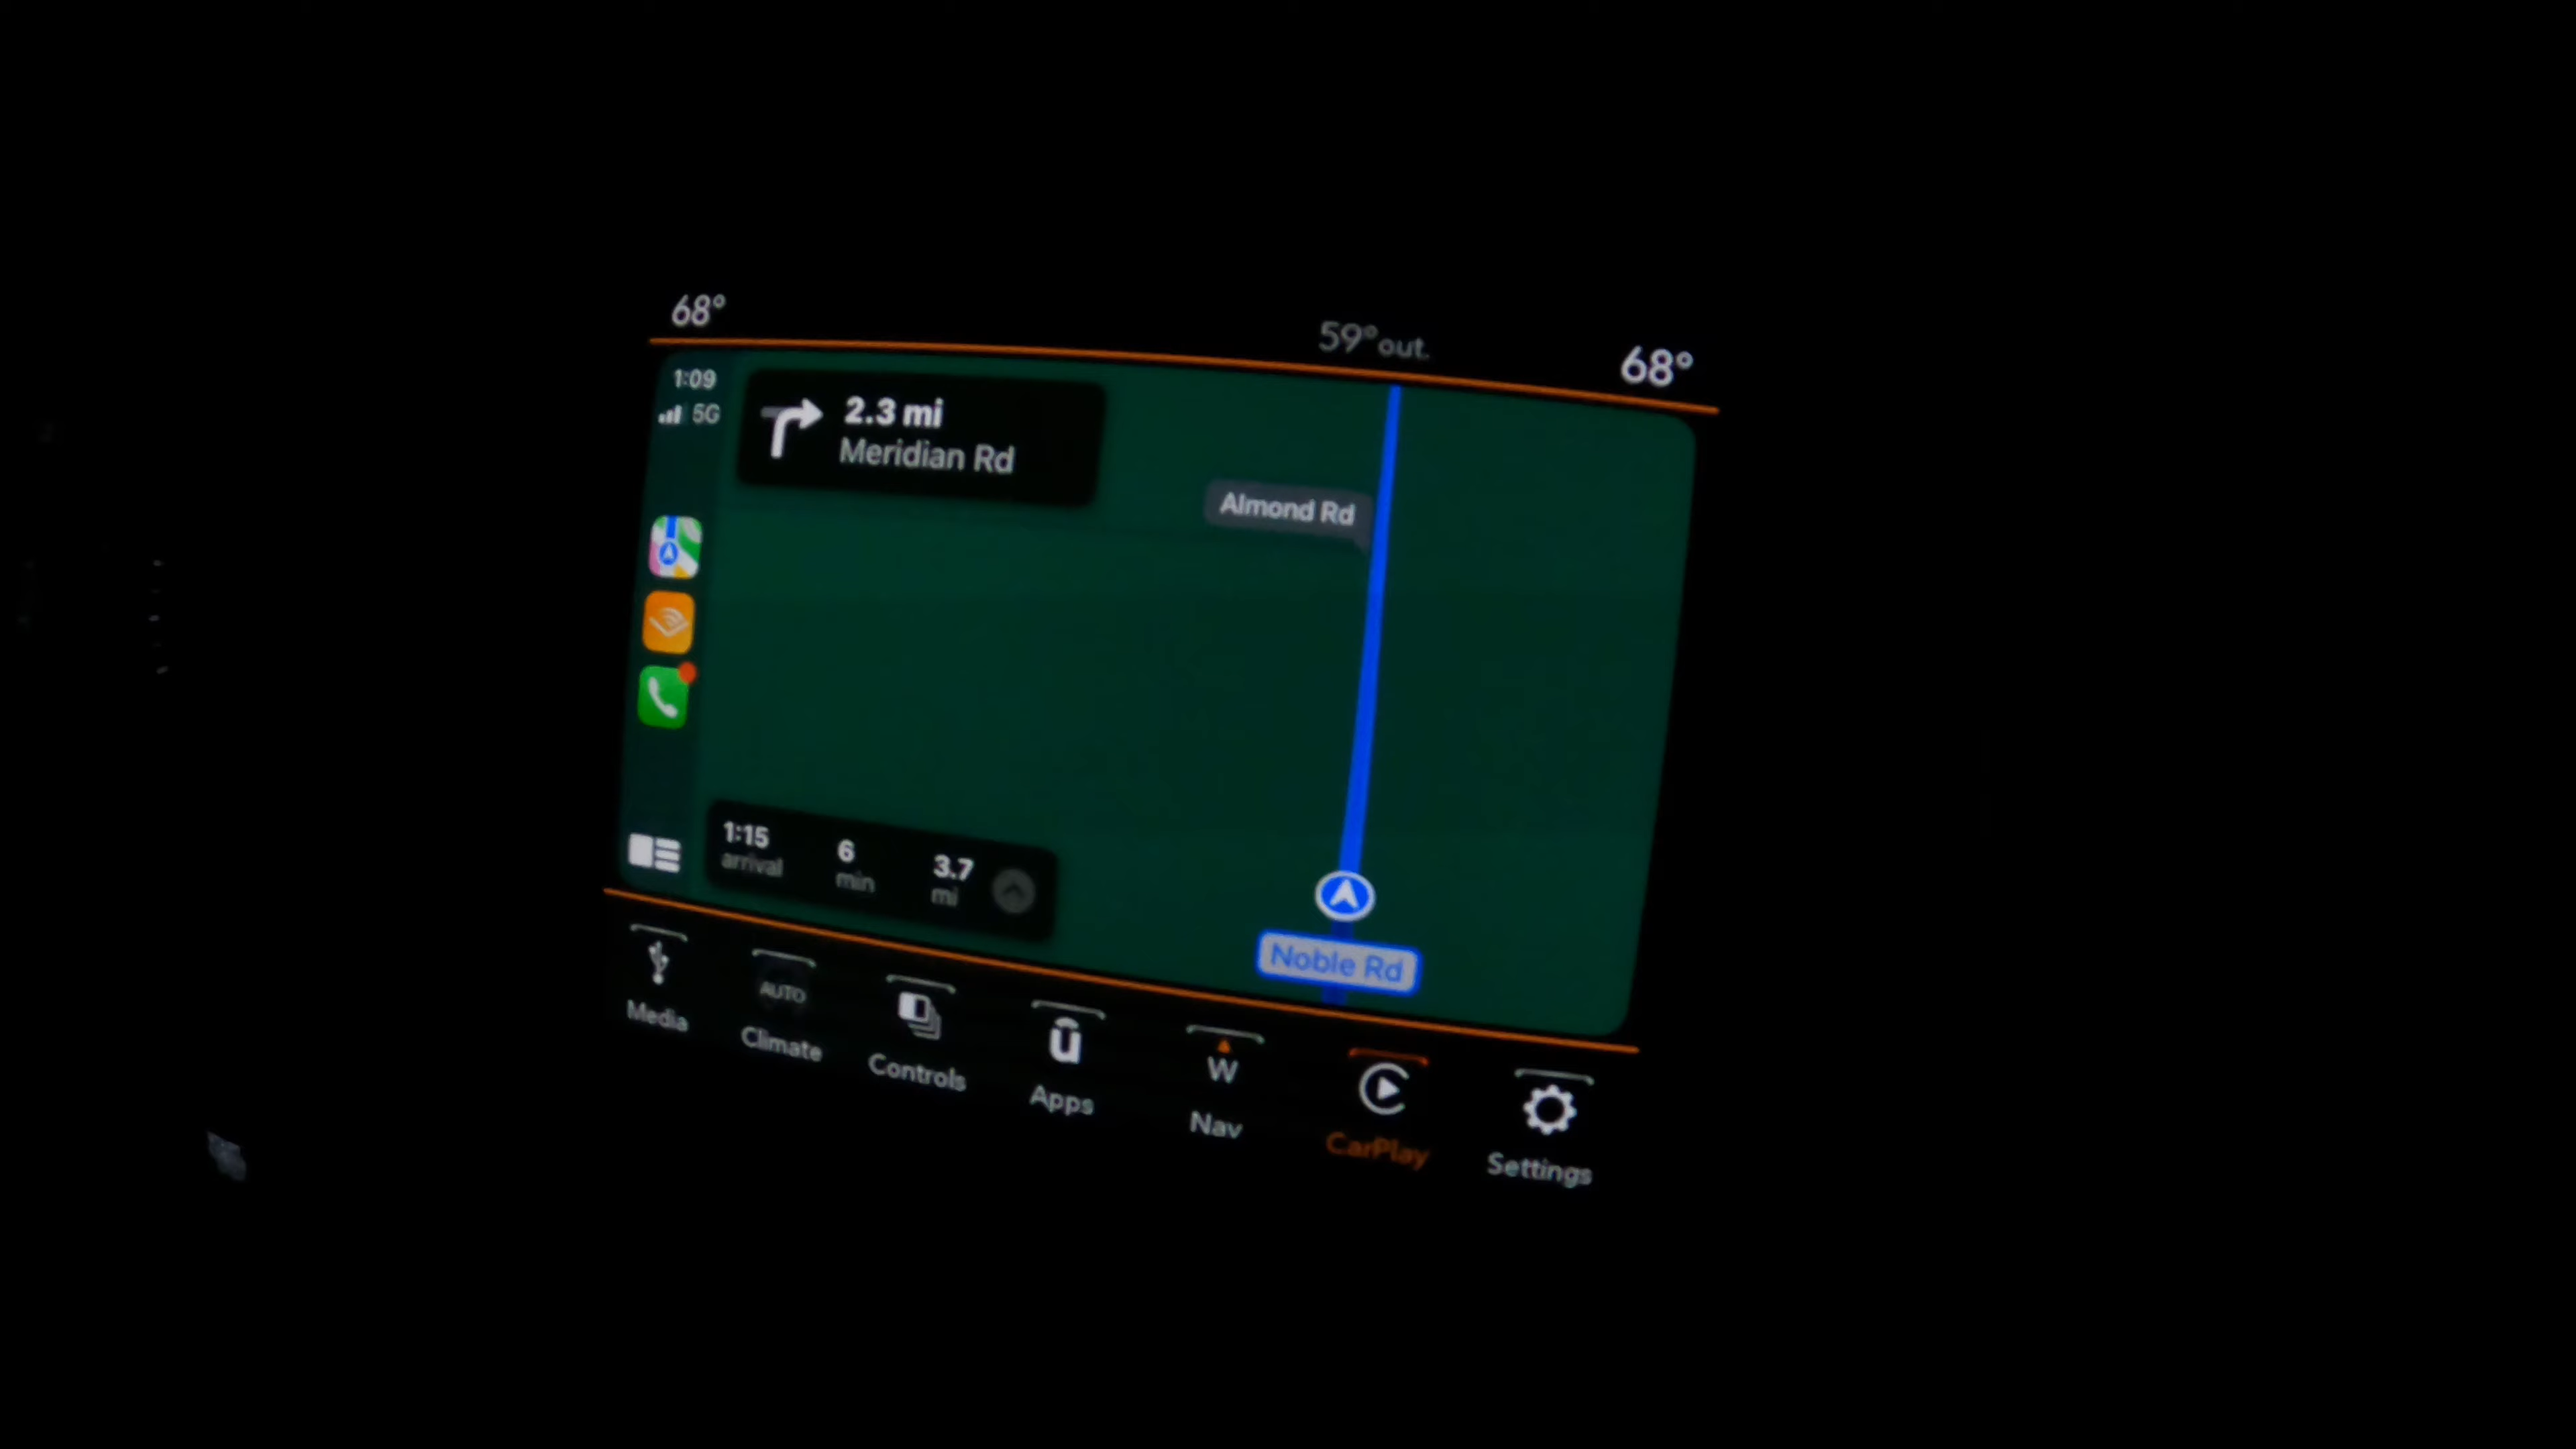 68°
59° out.
68°
1:09
5G
2.3 mi
Meridian Rd
Almond Rd
1:15
arrival
6
min
3.7
mi
Noble Rd
Media
AUTO
Climate
Controls
û
Apps
W
Nav
CarPlay
Settings